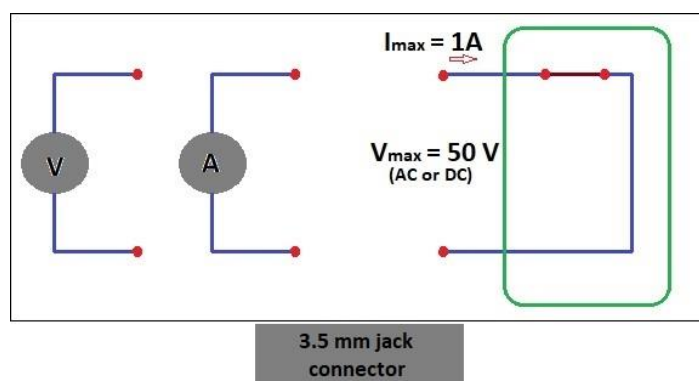 Imax = 1A
V
A
Vmax = 50 V
(AC or DC)
3.5 mm jack
connector